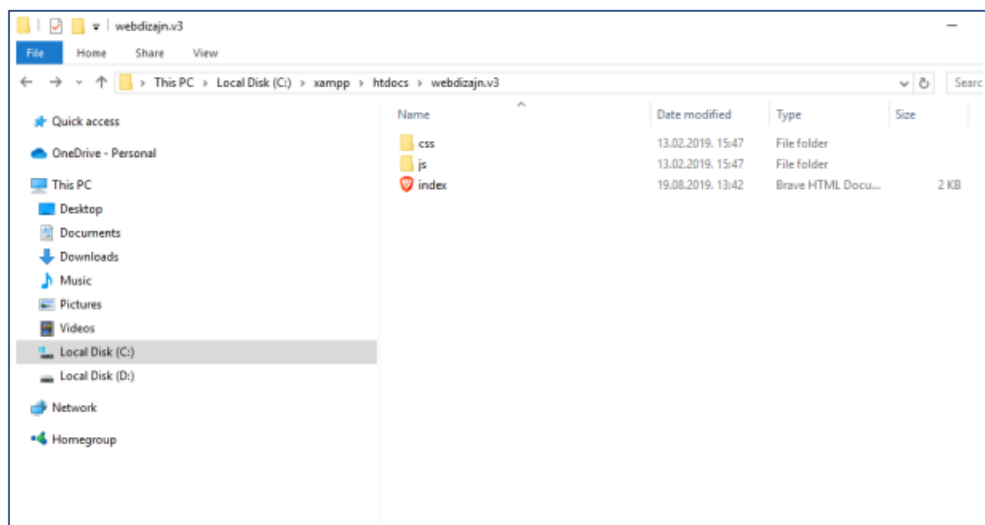 webdizajn.v3
File Home Share View
This PC > Local Disk (C:) > xampp > htdocs > webdizajn.v3 Searc
Name Date modified Type Size
Quick access
OneDrive - Personal
This PC
Desktop
Documents
Downloads
Music
Pictures
Videos
Local Disk (C:)
Local Disk (D:)
Network
Homegroup
css 13.02.2019. 15:47 File folder
js 13.02.2019. 15:47 File folder
index 19.08.2019. 13:42 Brave HTML Docu... 2 KB